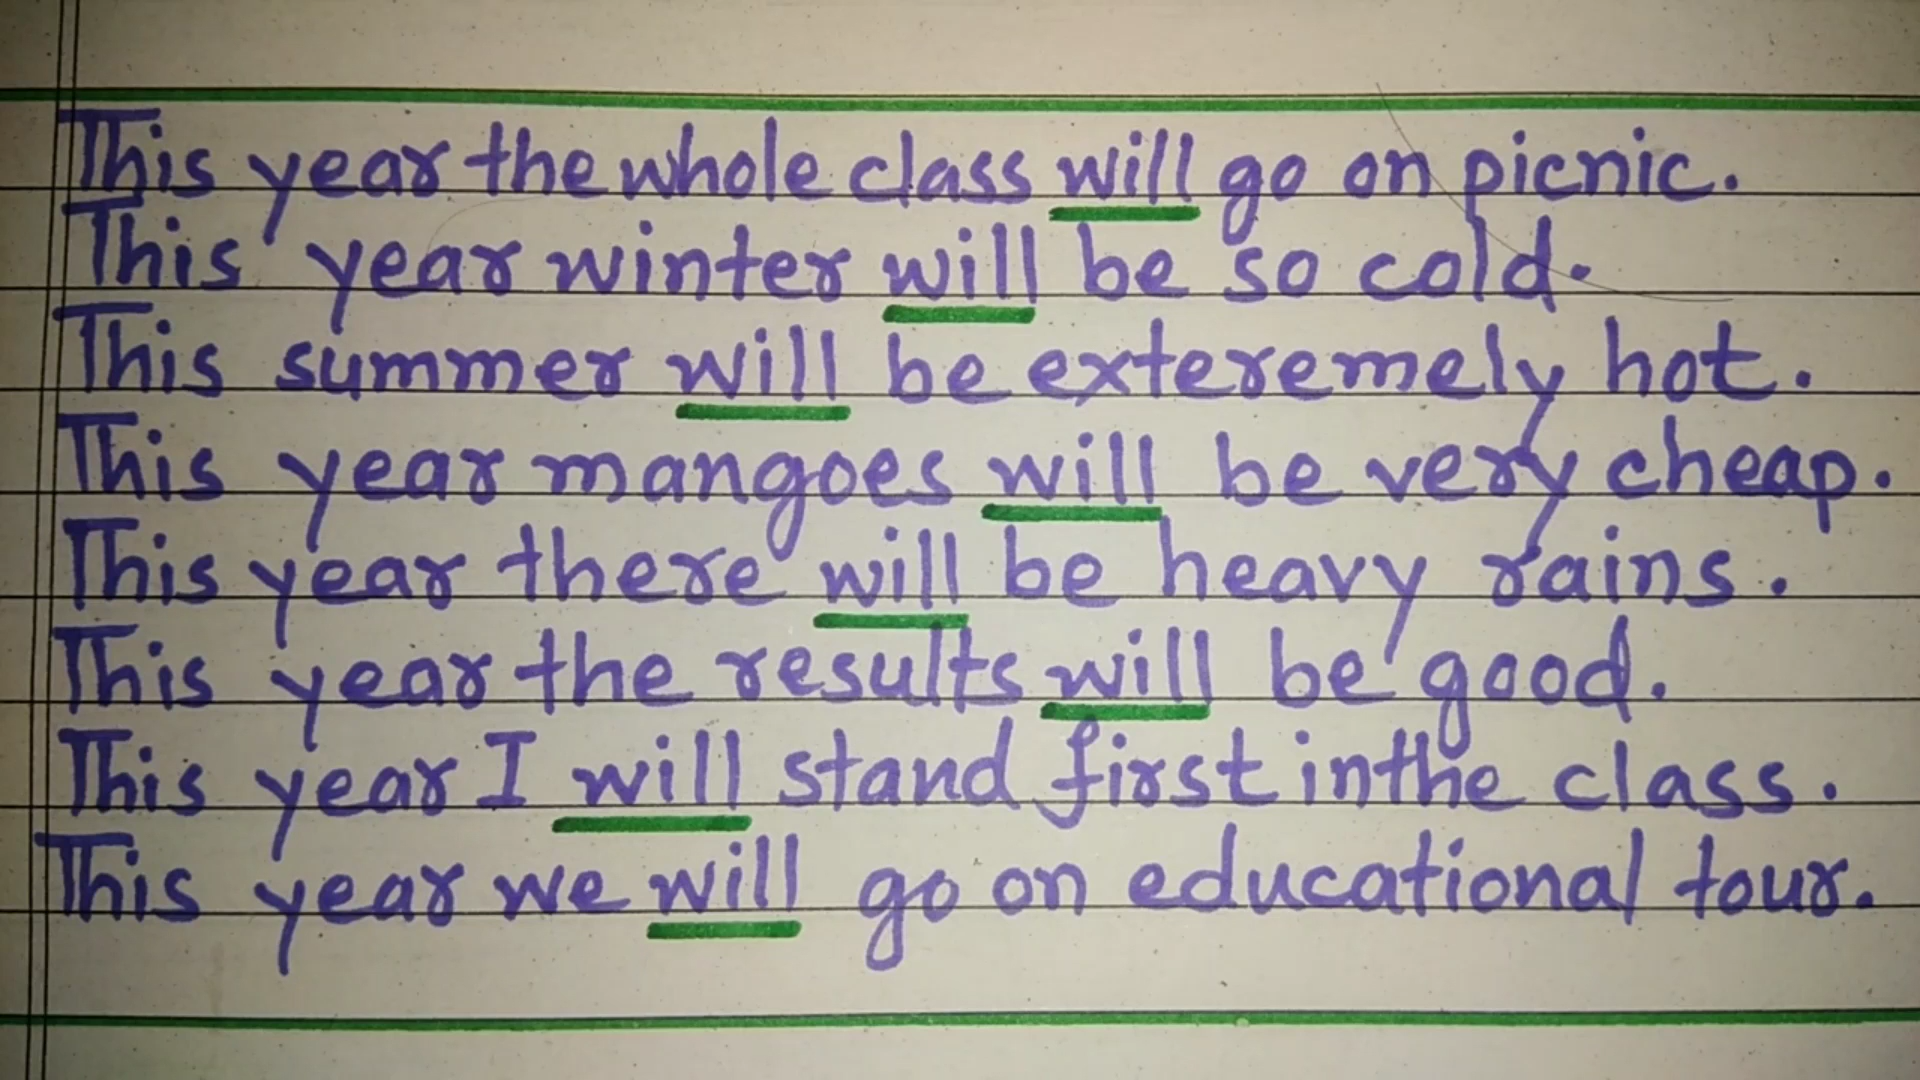 This year the whole class will go on picnic.
This year winter will be so cold.
This summer will be exteremely hot.
This year mangoes will be very cheap.
This year there will be heavy rains.
This year the results will be good.
This year I will stand first inthe class.
This year we will go on educational tour.